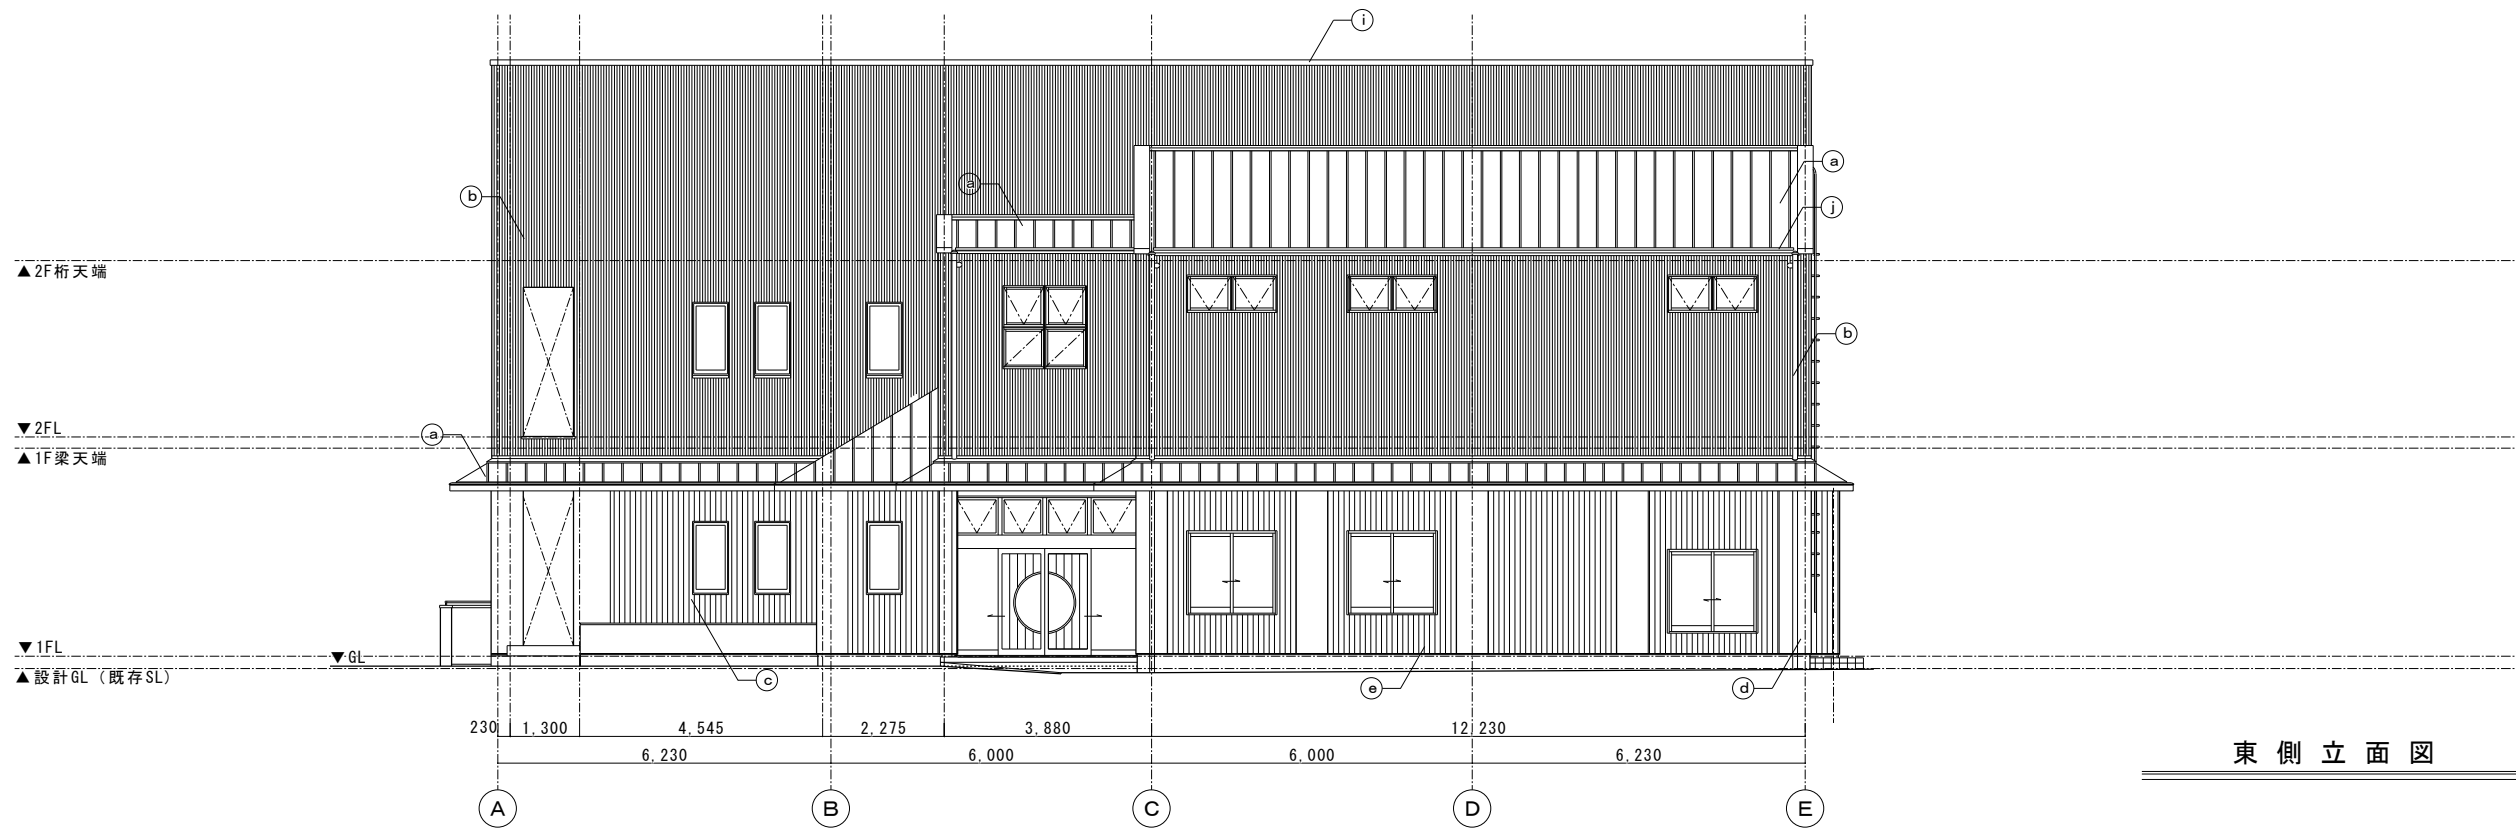 i
a
a
b
j
▲2F桁天端
b
▼2FL
a
▲1F梁天端
▼1FL
▼GL
▲設計GL（既存SL）
c
e
d
230 1,300 4,545 2,275 3,880 12,230
6,230 6,000 6,000 6,230
東側立面図
A B C D E